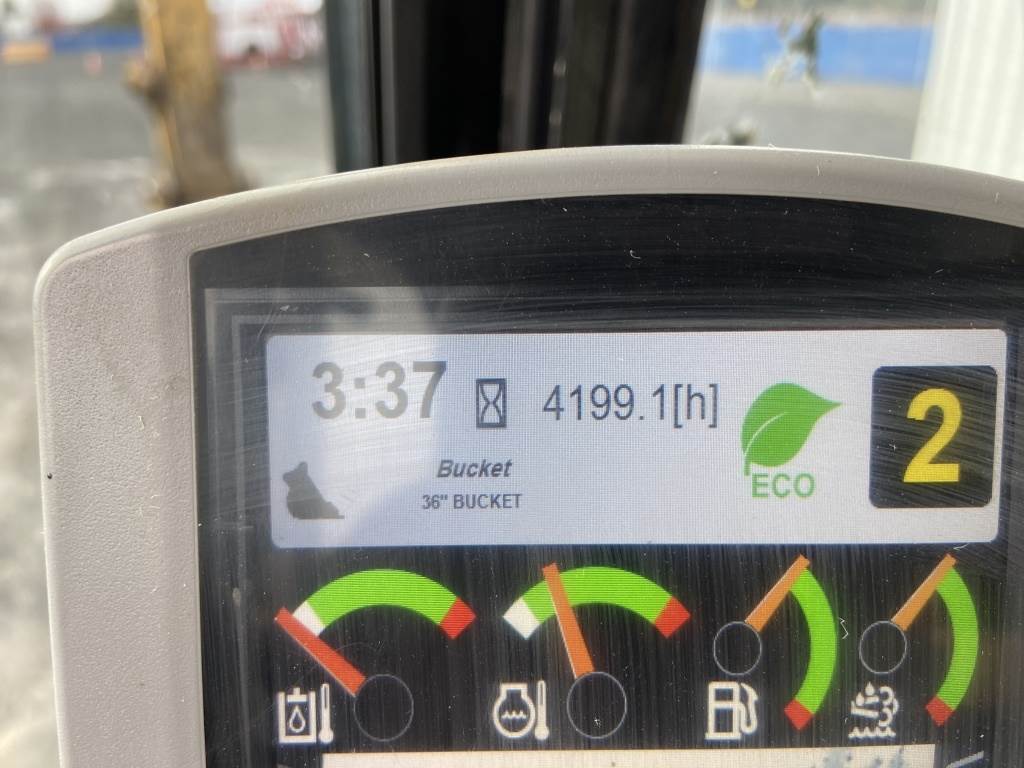 3:37 4199.1[h]
ECO
2
Bucket
36" BUCKET